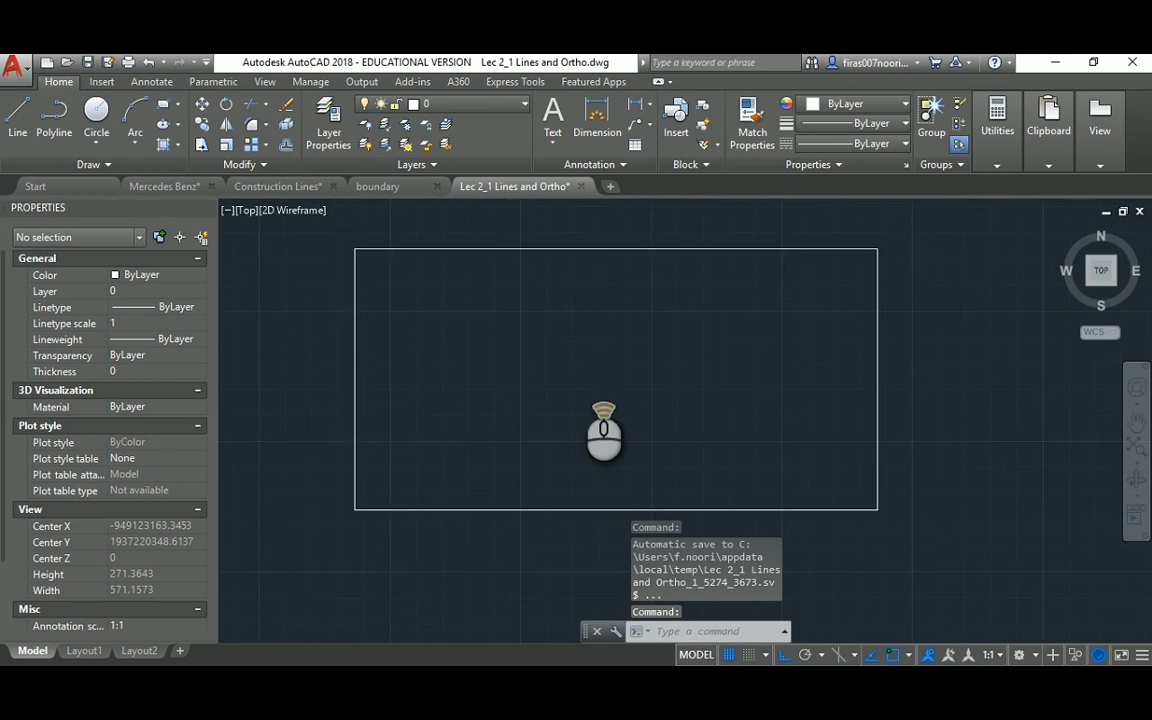 Autodesk AutoCAD 2018 - EDUCATIONAL VERSION Lec 2_1 Lines and Ortho.dwg
Type a keyword or phrase
firas007noori...
Home Insert Annotate Parametric View Manage Output Add-ins A360 Express Tools Featured Apps
0
ByLayer
Line Polyline Circle Arc
Layer Properties
Text Dimension
Insert
Match Properties
ByLayer
ByLayer
Group
Utilities Clipboard View
Draw Modify Layers Annotation Block Properties Groups
Start Mercedes Benz* Construction Lines* boundary Lec 2_1 Lines and Ortho*
PROPERTIES
[−][Top][2D Wireframe]
No selection
General
Color ByLayer
Layer 0
Linetype ByLayer
Linetype scale 1
Lineweight ByLayer
Transparency ByLayer
Thickness 0
3D Visualization
Material ByLayer
Plot style
Plot style ByColor
Plot style table None
Plot table atta... Model
Plot table type Not available
View
Center X -949123163.3453
Center Y 1937220348.6137
Center Z 0
Height 271.3643
Width 571.1573
Misc
Annotation sc... 1:1
N
W TOP E
S
WCS
Command:
Automatic save to C:
\Users\f.noori\appdata
\local\temp\Lec 2_1 Lines
and Ortho_1_5274_3673.sv
$ ...
Command:
Type a command
Model Layout1 Layout2
MODEL 1:1